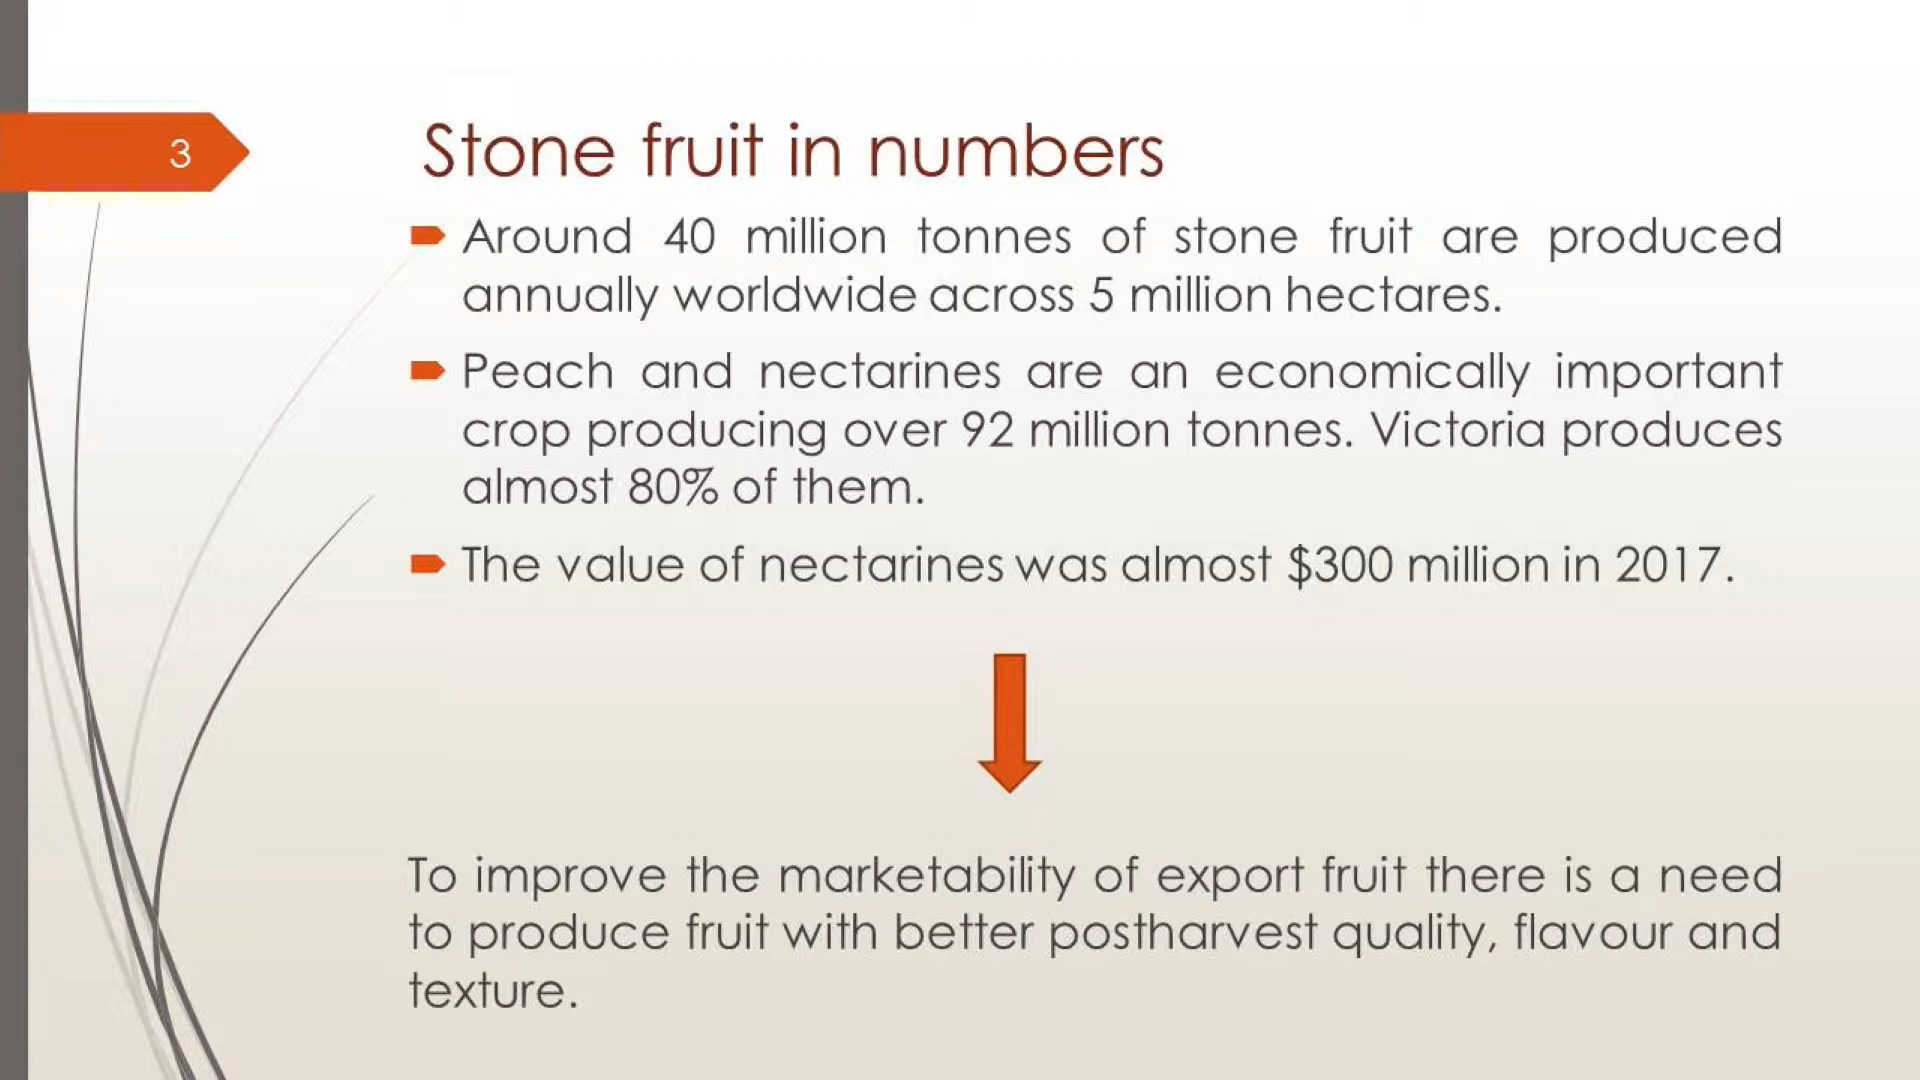 3
Stone fruit in numbers
Around 40 million tonnes of stone fruit are produced
annually worldwide across 5 million hectares.
Peach and nectarines are an economically important
crop producing over 92 million tonnes. Victoria produces
almost 80% of them.
The value of nectarines was almost $300 million in 2017.
To improve the marketability of export fruit there is a need
to produce fruit with better postharvest quality, flavour and
texture.